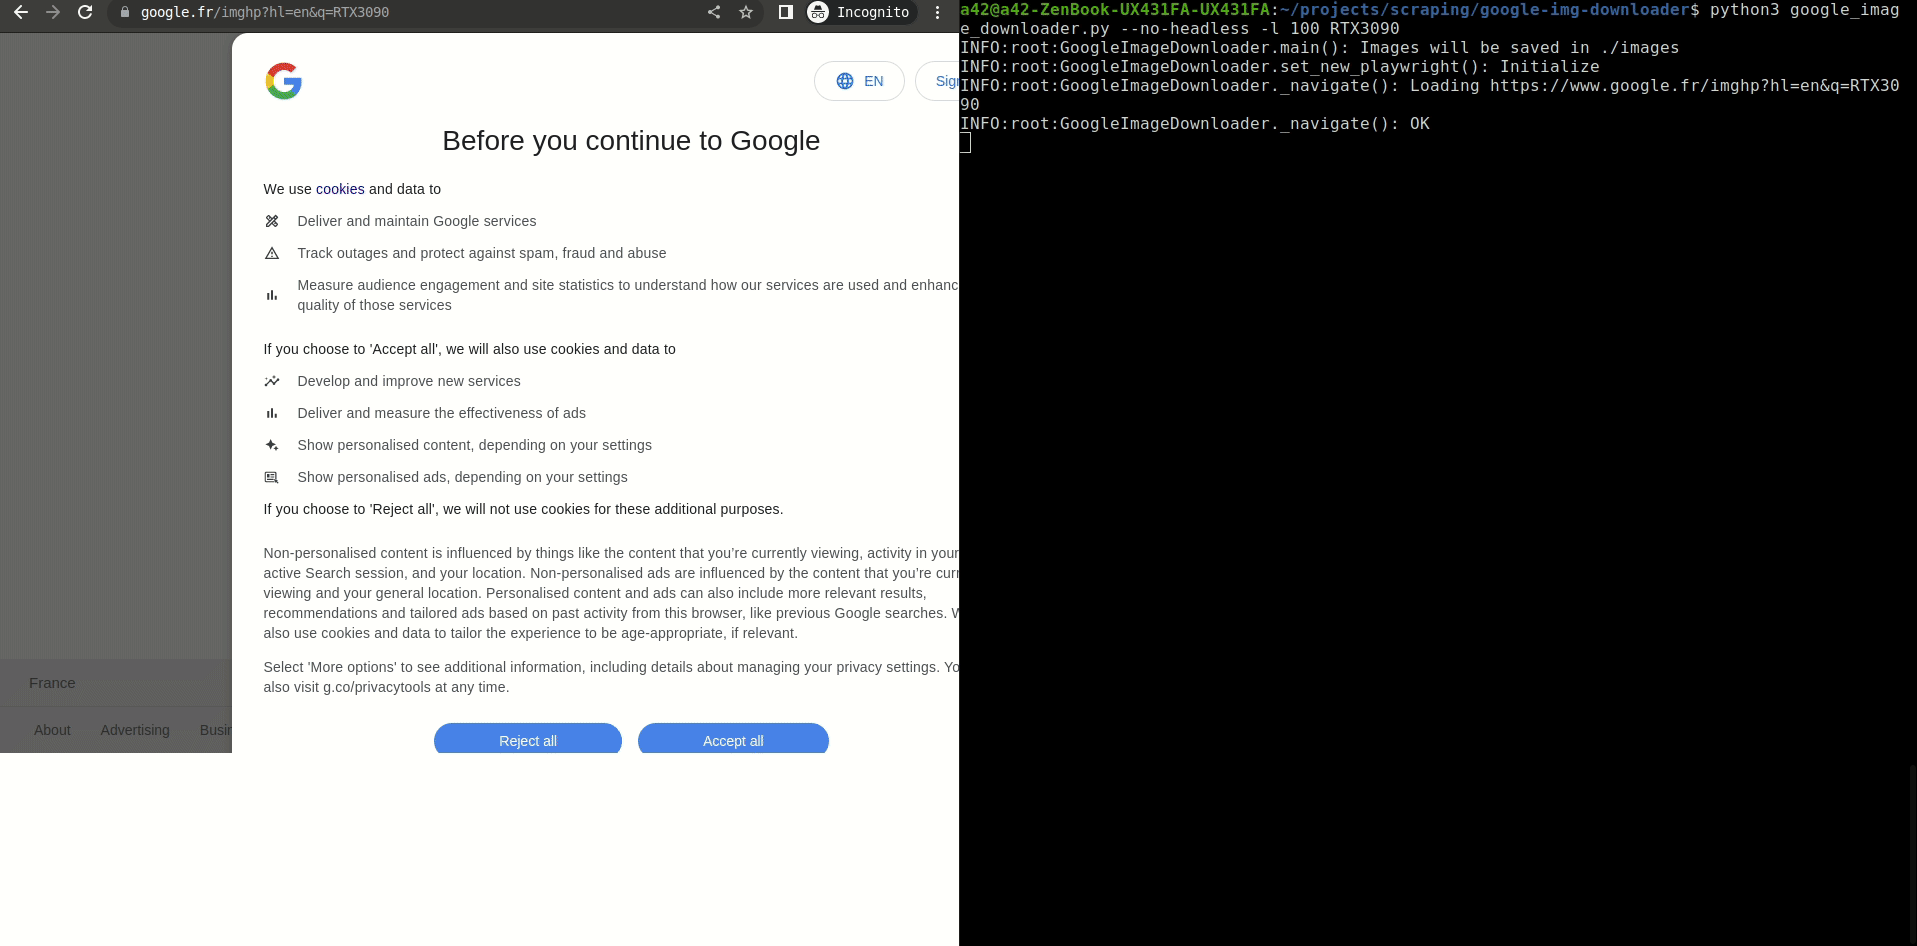 google.fr/imghp?hl=en&q=RTX3090
Incognito
EN
Sign
Before you continue to Google
We use cookies and data to
Deliver and maintain Google services
Track outages and protect against spam, fraud and abuse
Measure audience engagement and site statistics to understand how our services are used and enhanc
quality of those services
If you choose to 'Accept all', we will also use cookies and data to
Develop and improve new services
Deliver and measure the effectiveness of ads
Show personalised content, depending on your settings
Show personalised ads, depending on your settings
If you choose to 'Reject all', we will not use cookies for these additional purposes.
Non-personalised content is influenced by things like the content that you’re currently viewing, activity in your
active Search session, and your location. Non-personalised ads are influenced by the content that you’re curr
viewing and your general location. Personalised content and ads can also include more relevant results,
recommendations and tailored ads based on past activity from this browser, like previous Google searches. W
also use cookies and data to tailor the experience to be age-appropriate, if relevant.
Select 'More options' to see additional information, including details about managing your privacy settings. Yo
also visit g.co/privacytools at any time.
Reject all
Accept all
France
About
Advertising
Busin
a42@a42-ZenBook-UX431FA-UX431FA:~/projects/scraping/google-img-downloader$ python3 google_imag
e_downloader.py --no-headless -l 100 RTX3090
INFO:root:GoogleImageDownloader.main(): Images will be saved in ./images
INFO:root:GoogleImageDownloader.set_new_playwright(): Initialize
INFO:root:GoogleImageDownloader._navigate(): Loading https://www.google.fr/imghp?hl=en&q=RTX30
90
INFO:root:GoogleImageDownloader._navigate(): OK